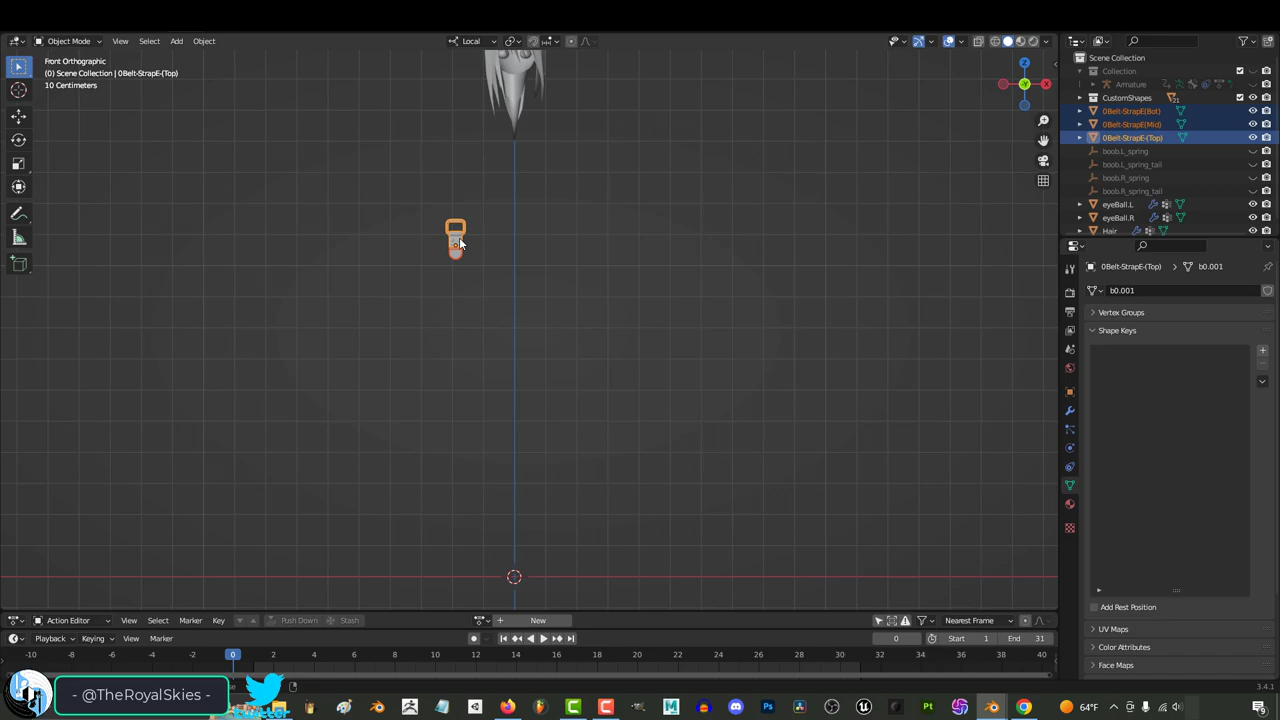 Object Mode View Select Add Object Local
Front Orthographic
(0) Scene Collection | 0Belt-StrapE-(Top)
10 Centimeters
Z
Y
X
Scene Collection
Collection
Armature
CustomShapes 21
0Belt-StrapE(Bot)
0Belt-StrapE(Mid)
0Belt-StrapE-(Top)
boob.L_spring
boob.L_spring_tail
boob.R_spring
boob.R_spring_tail
eyeBall.L
eyeBall.R
Hair
0Belt-StrapE-(Top) b0.001
b0.001
Vertex Groups
Shape Keys
Add Rest Position
UV Maps
Color Attributes
Face Maps
Action Editor View Select Marker Key Push Down Stash New Nearest Frame
Playback Keying View Marker 0 Start 1 End 31
-10 -8 -6 -4 -2 0 2 4 6 8 10 12 14 16 18 20 22 24 26 28 30 32 34 36 38 40 42
3.4.1
- @TheRoyalSkies -
Twitter
Ps Pt 64°F